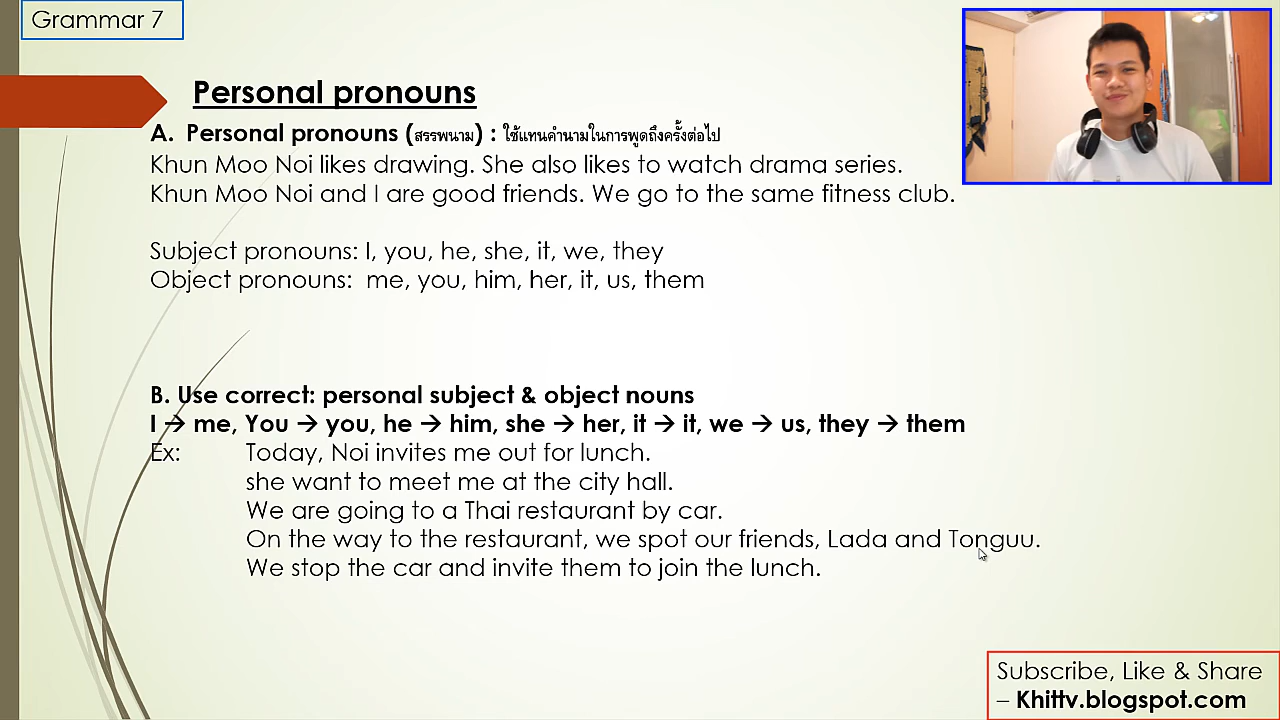 Grammar 7
Personal pronouns
A. Personal pronouns (สรรพนาม) : ใช้แทนคำนามในการพูดถึงครั้งต่อไป
Khun Moo Noi likes drawing. She also likes to watch drama series.
Khun Moo Noi and I are good friends. We go to the same fitness club.
Subject pronouns: I, you, he, she, it, we, they
Object pronouns: me, you, him, her, it, us, them
B. Use correct: personal subject & object nouns
I → me, You → you, he → him, she → her, it → it, we → us, they → them
Ex: Today, Noi invites me out for lunch.
she want to meet me at the city hall.
We are going to a Thai restaurant by car.
On the way to the restaurant, we spot our friends, Lada and Tonguu.
We stop the car and invite them to join the lunch.
Subscribe, Like & Share
– Khittv.blogspot.com